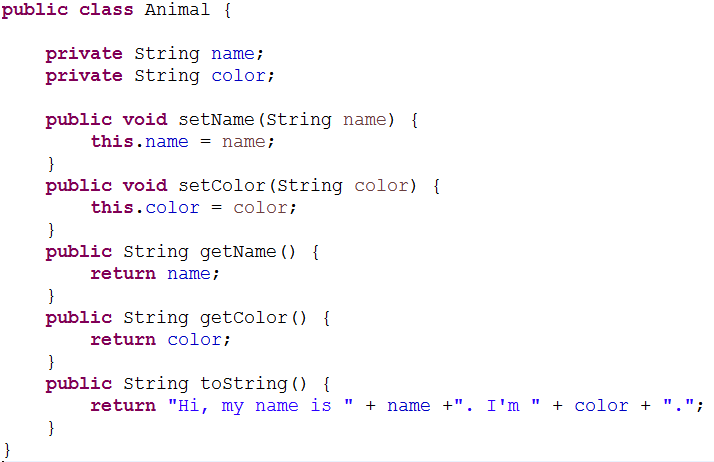 public class Animal {
private String name;
private String color;
public void setName(String name) {
this.name = name;
}
public void setColor(String color) {
this.color = color;
}
public String getName() {
return name;
}
public String getColor() {
return color;
}
public String toString() {
return "Hi, my name is " + name +". I'm " + color + ".";
}
}